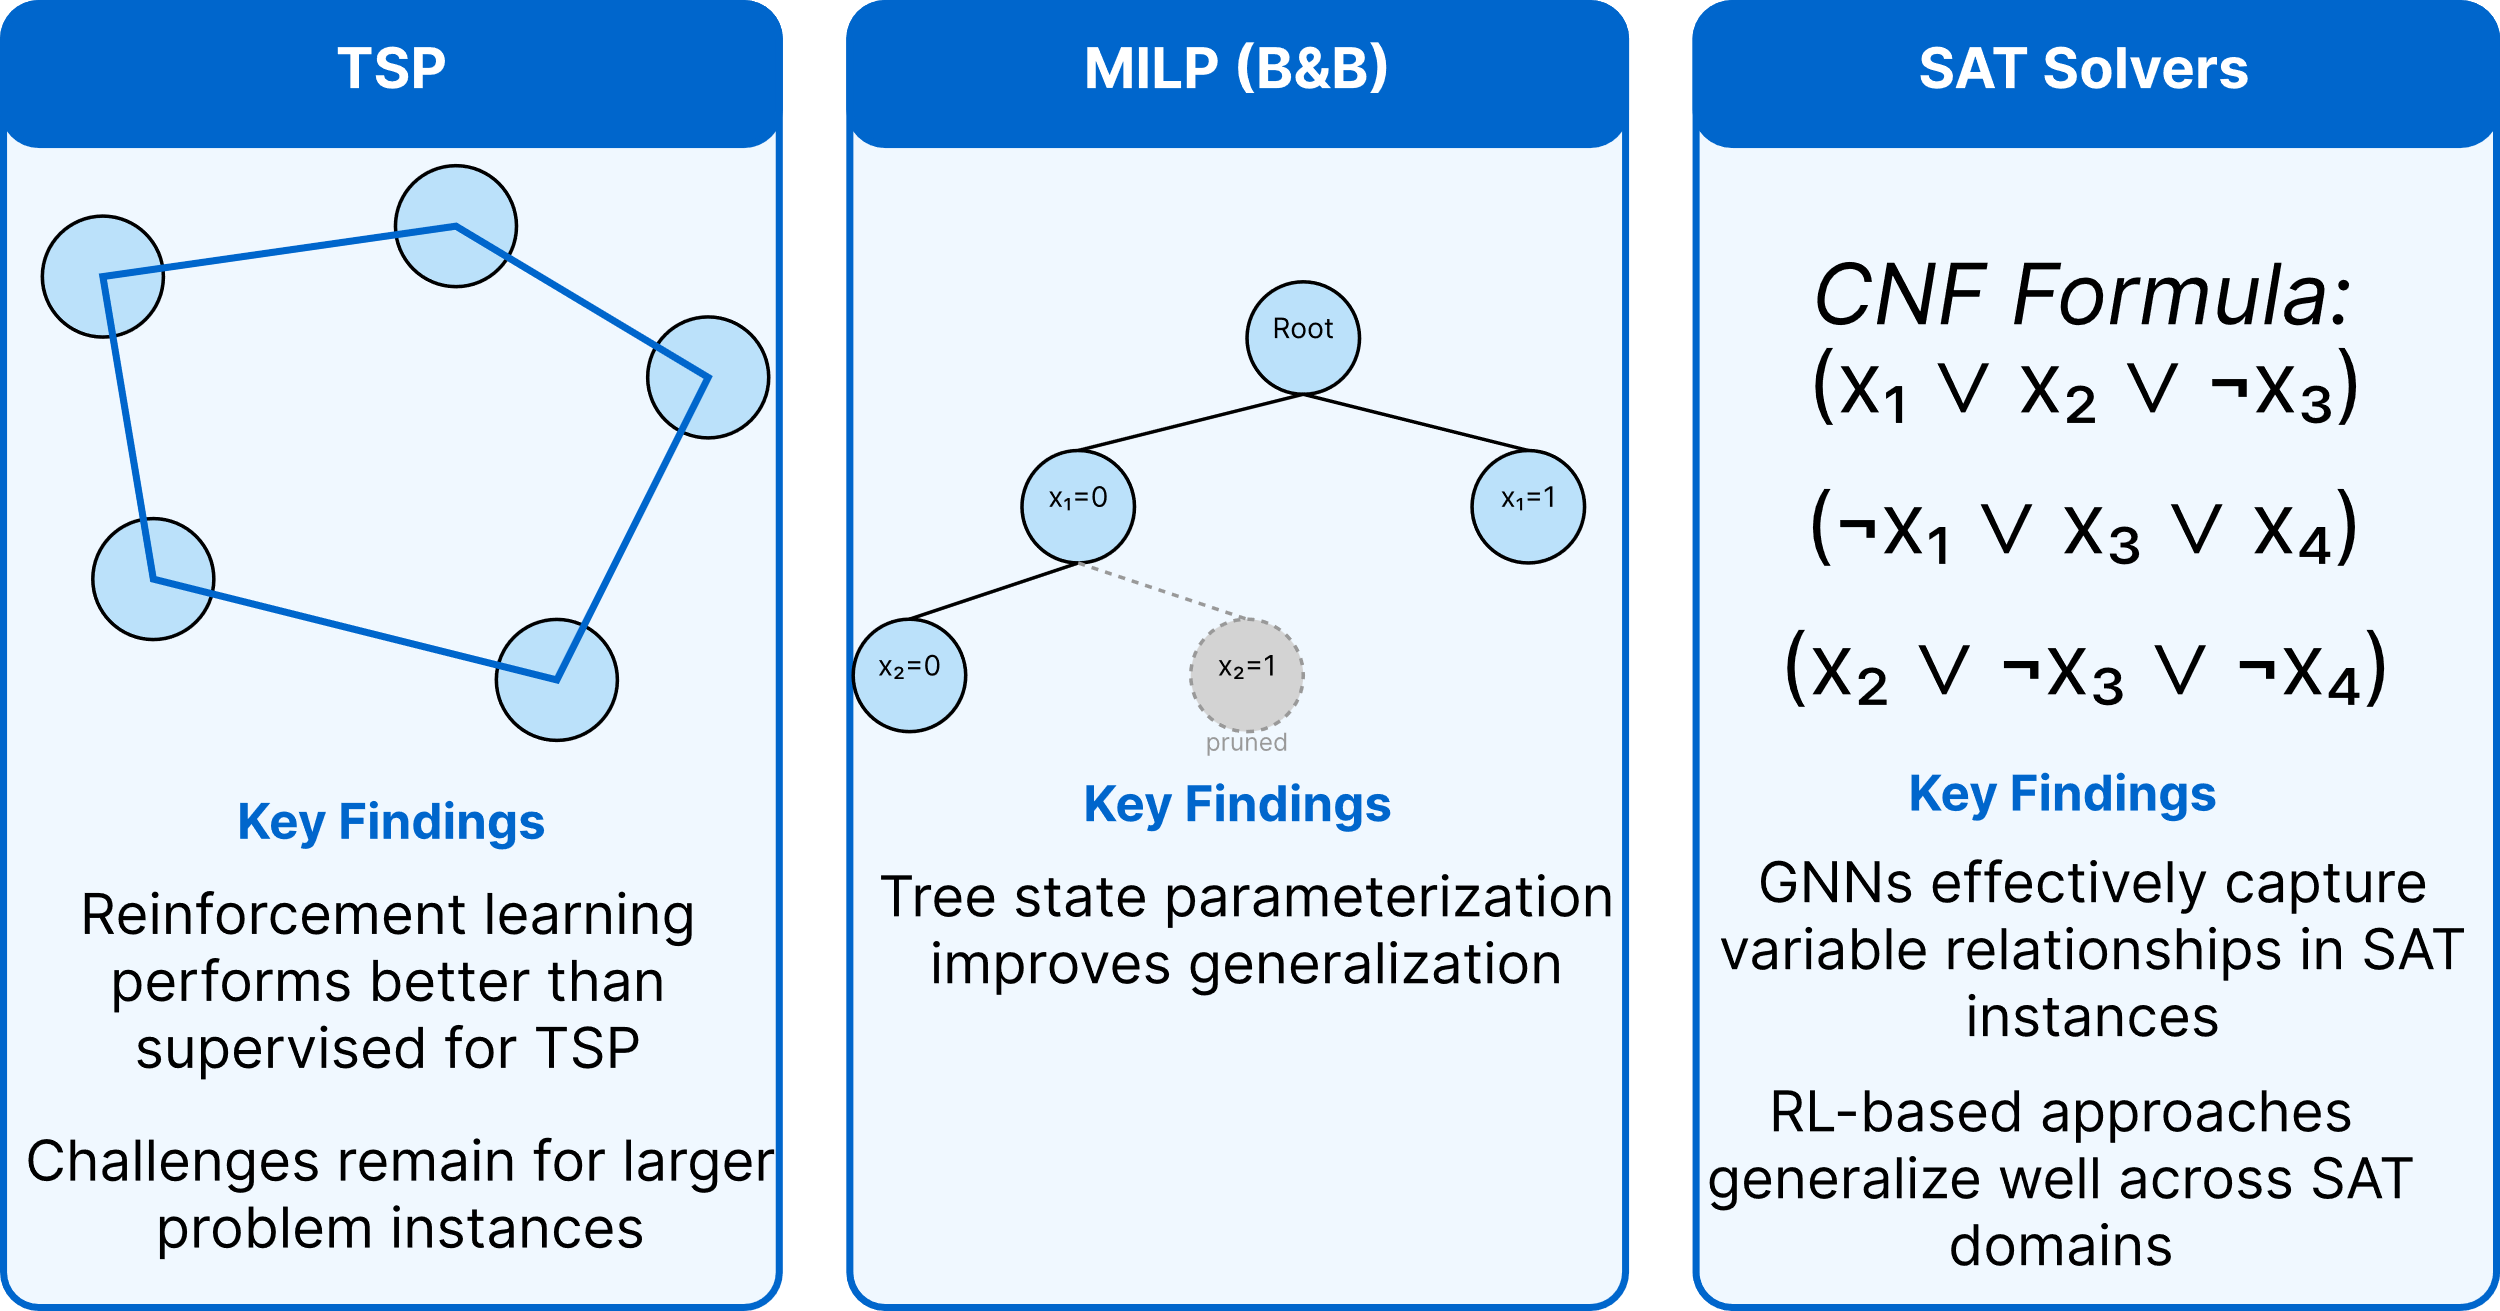 TSP
Key Findings
Reinforcement learning
performs better than
supervised for TSP
Challenges remain for larger
problem instances
MILP (B&B)
Root
x₁=0
x₁=1
x₂=0
x₂=1
pruned
Key Findings
Tree state parameterization
improves generalization
SAT Solvers
CNF Formula:
(x₁ ∨ x₂ ∨ ¬x₃)
(¬x₁ ∨ x₃ ∨ x₄)
(x₂ ∨ ¬x₃ ∨ ¬x₄)
Key Findings
GNNs effectively capture
variable relationships in SAT
instances
RL-based approaches
generalize well across SAT
domains